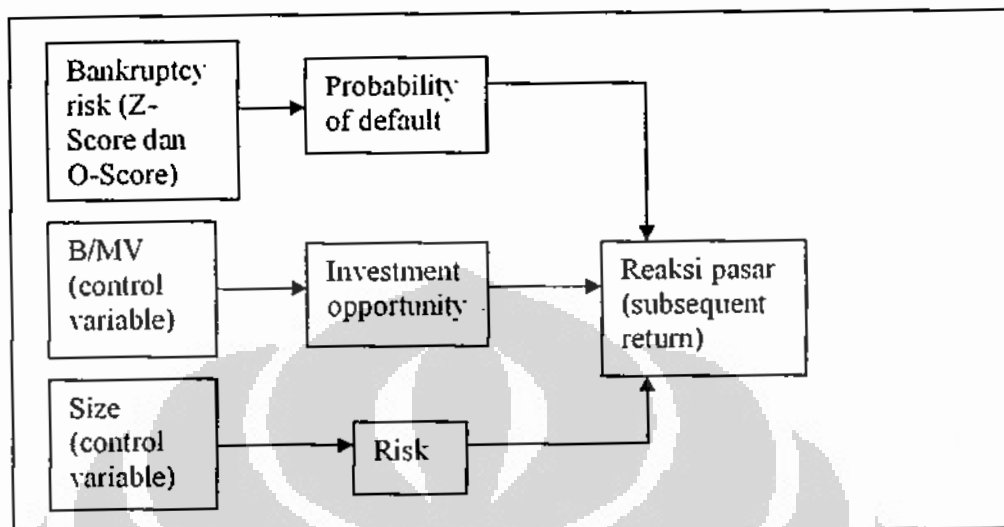 Bankruptcy
risk (Z-
Score dan
O-Score)
Probability
of default
B/MV
(control
variable)
Investment
opportunity
Reaksi pasar
(subsequent
return)
Size
(control
variable)
Risk